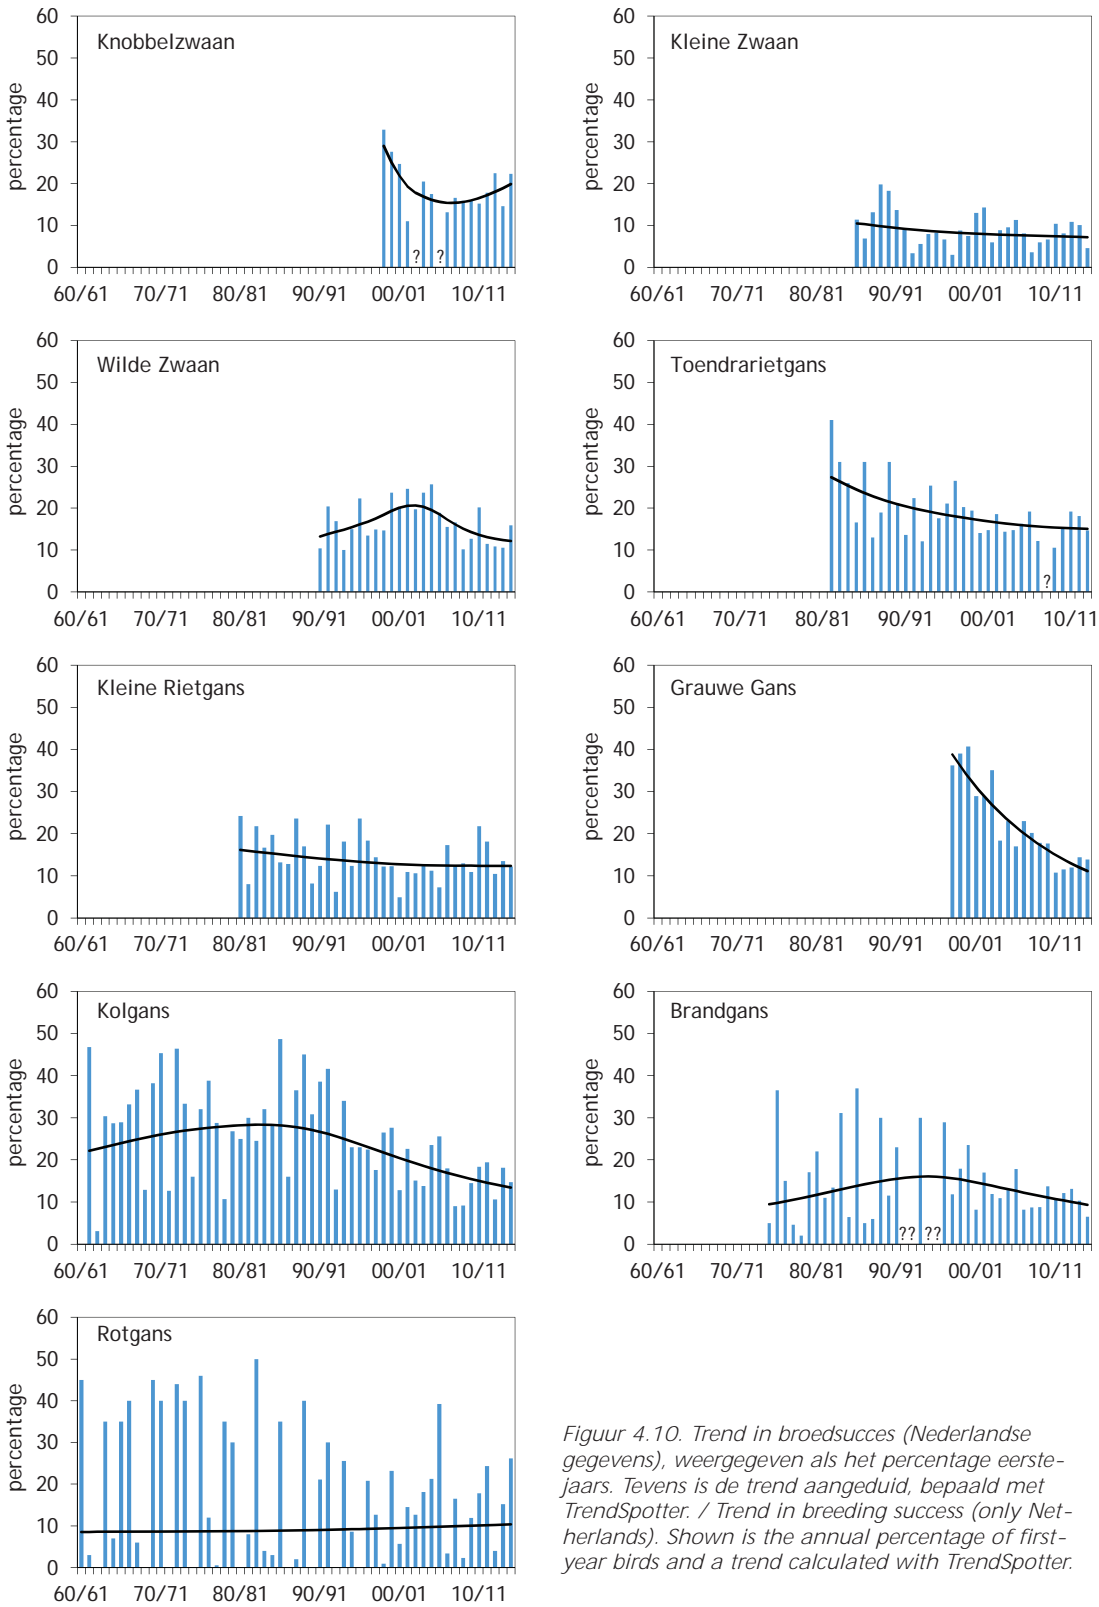 60
50
40
30
20
10
0
percentage
Knobbelzwaan
? ?
60/61 70/71 80/81 90/91 00/01 10/11
60
50
40
30
20
10
0
percentage
Kleine Zwaan
60/61 70/71 80/81 90/91 00/01 10/11
60
50
40
30
20
10
0
percentage
Wilde Zwaan
60/61 70/71 80/81 90/91 00/01 10/11
60
50
40
30
20
10
0
percentage
Toendrarietgans
?
60/61 70/71 80/81 90/91 00/01 10/11
60
50
40
30
20
10
0
percentage
Kleine Rietgans
60/61 70/71 80/81 90/91 00/01 10/11
60
50
40
30
20
10
0
percentage
Grauwe Gans
60/61 70/71 80/81 90/91 00/01 10/11
60
50
40
30
20
10
0
percentage
Kolgans
60/61 70/71 80/81 90/91 00/01 10/11
60
50
40
30
20
10
0
percentage
Brandgans
?? ??
60/61 70/71 80/81 90/91 00/01 10/11
60
50
40
30
20
10
0
percentage
Rotgans
60/61 70/71 80/81 90/91 00/01 10/11
Figuur 4.10. Trend in broedsucces (Nederlandse
gegevens), weergegeven als het percentage eerste-
jaars. Tevens is de trend aangeduid, bepaald met
TrendSpotter. / Trend in breeding success (only Net-
herlands). Shown is the annual percentage of first-
year birds and a trend calculated with TrendSpotter.